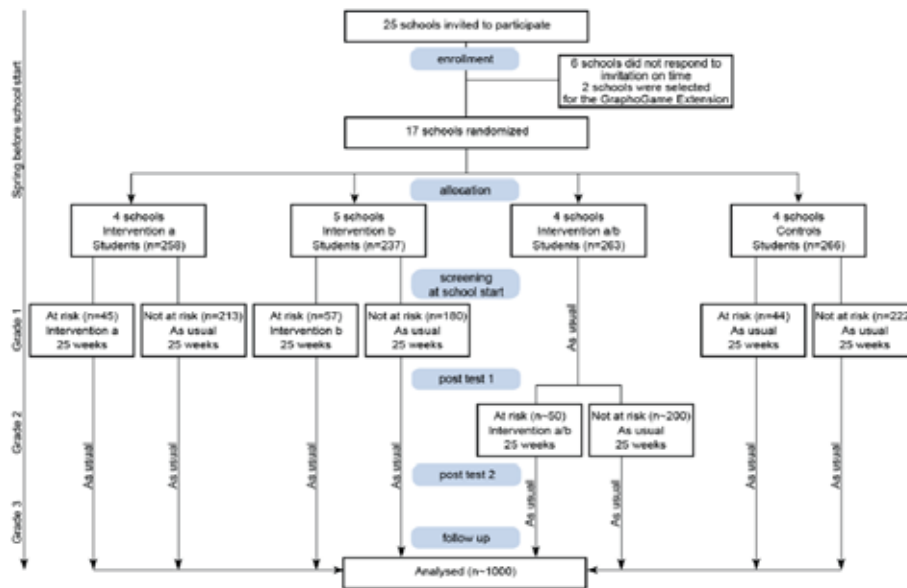 25 schools invited to participate
enrollment
6 schools did not respond to
invitation on time
2 schools were selected
for the GraphoGame Extension
17 schools randomized
Spring before school start
allocation
4 schools
Intervention a
Students (n=258)
5 schools
Intervention b
Students (n=237)
4 schools
Intervention a/b
Students (n=263)
4 schools
Controls
Students (n=266)
screening
at school start
Grade 1
At risk (n=45)
Intervention a
25 weeks
Not at risk (n=213)
As usual
25 weeks
At risk (n=57)
Intervention b
25 weeks
Not at risk (n=180)
As usual
25 weeks
As usual
At risk (n=44)
As usual
25 weeks
Not at risk (n=222
As usual
25 weeks
post test 1
Grade 2
At risk (n~50)
Intervention a/b
25 weeks
Not at risk (n~200)
As usual
25 weeks
As usual
As usual
As usual
As usual
As usual
As usual
post test 2
As usual
As usual
Grade 3
follow up
Analysed (n~1000)